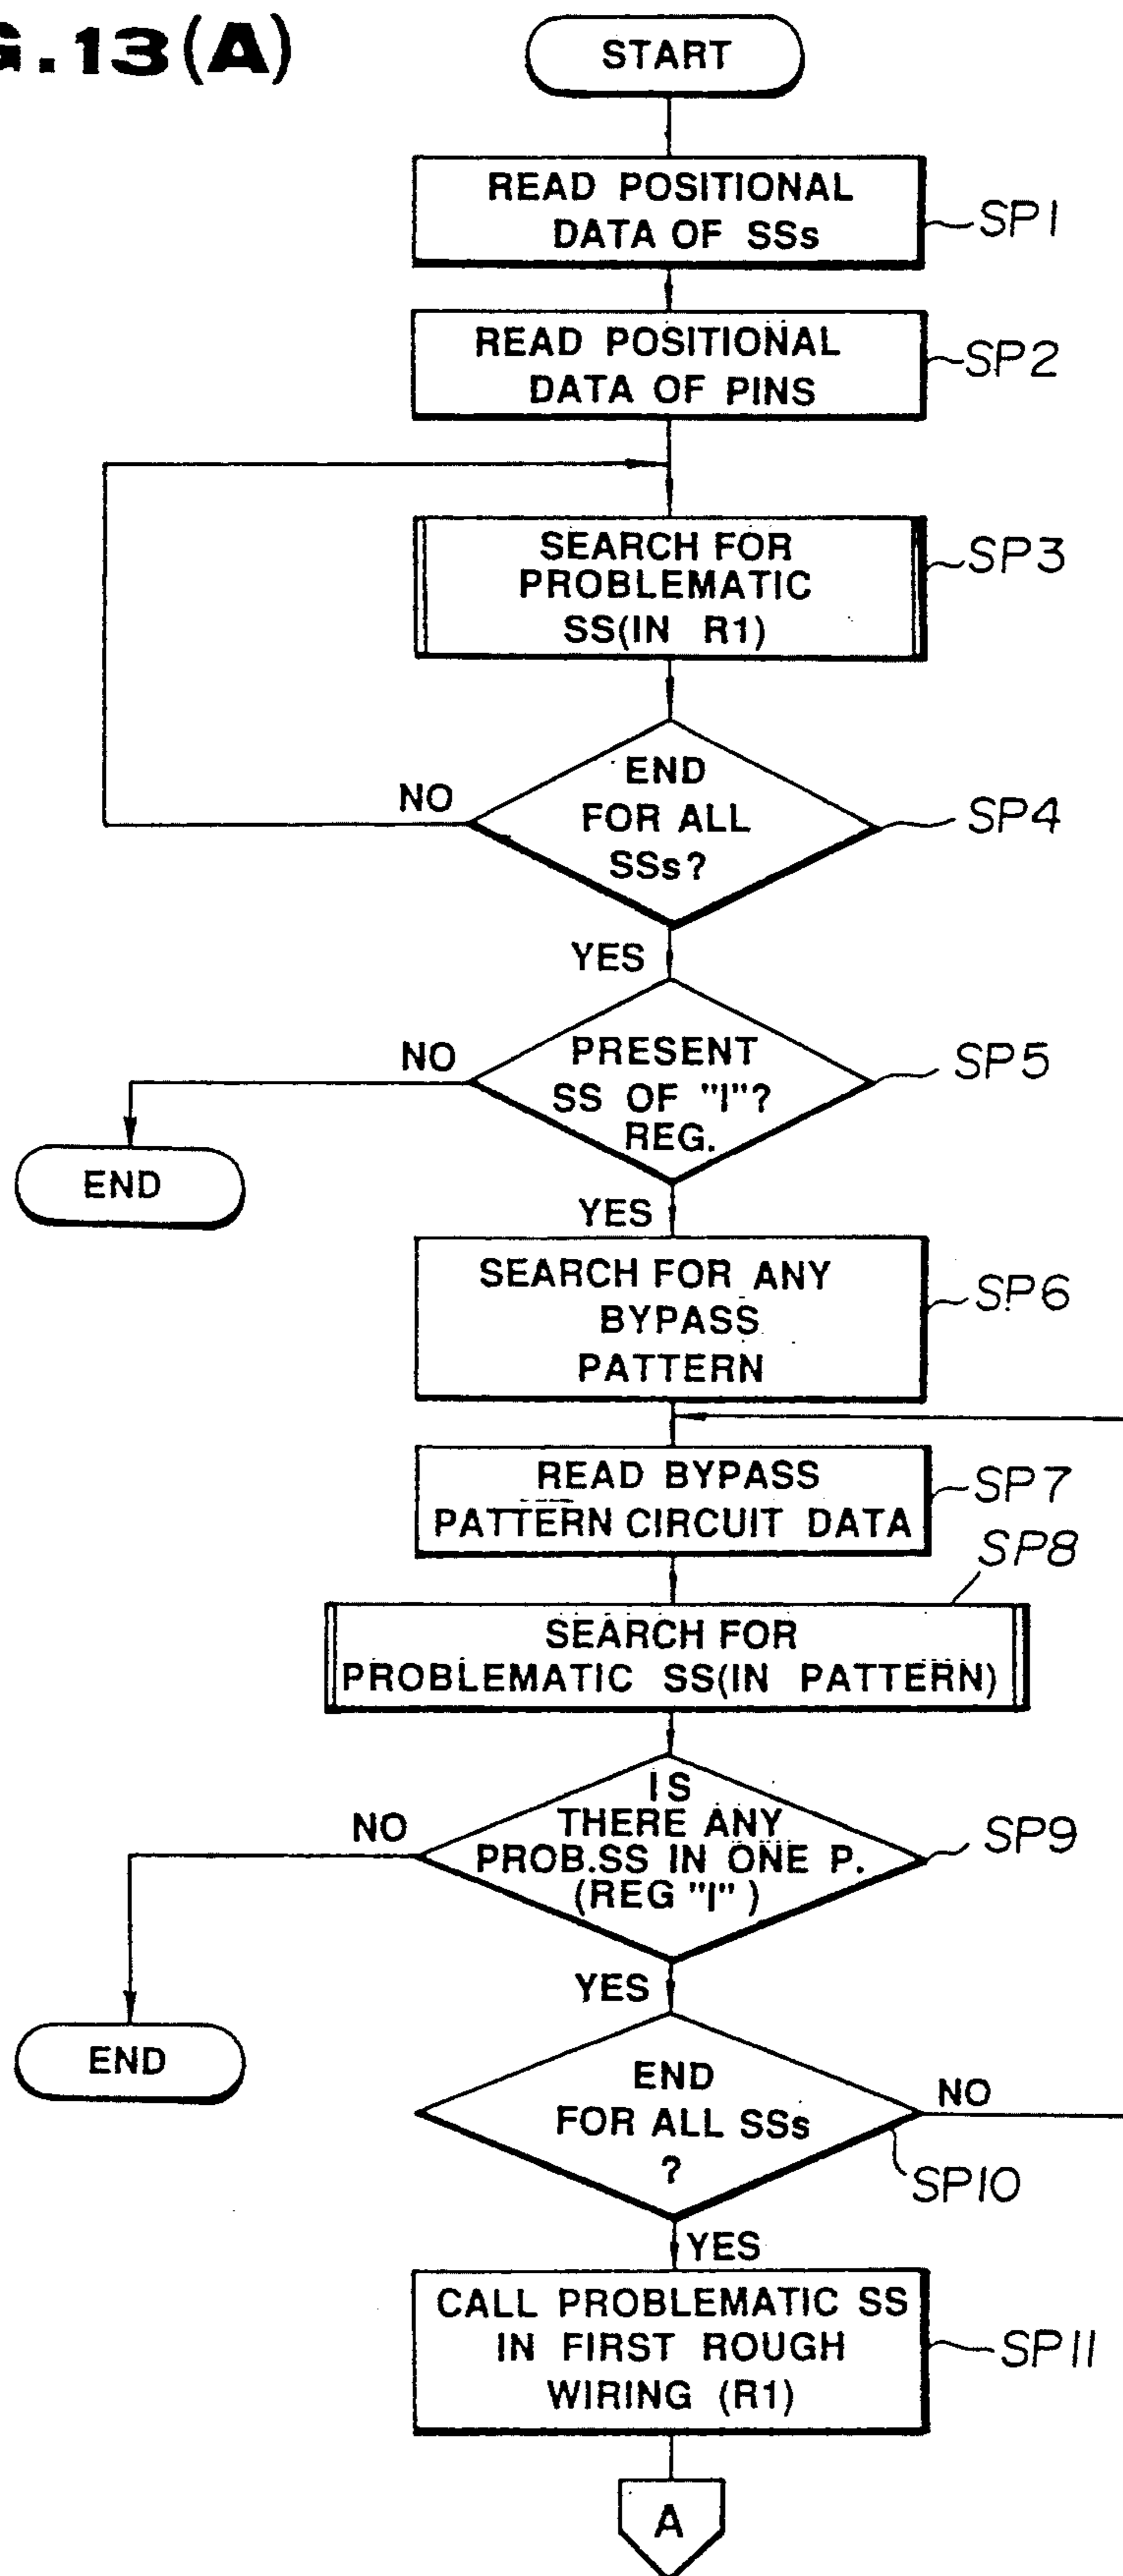 G.13(A)
START
READ POSITIONAL
DATA OF SSs
SP1
READ POSITIONAL
DATA OF PINS
SP2
SEARCH FOR
PROBLEMATIC
SS(IN R1)
SP3
END
FOR ALL
SSs?
SP4
NO
YES
PRESENT
SS OF "I"?
REG.
SP5
NO
END
YES
SEARCH FOR ANY
BYPASS
PATTERN
SP6
READ BYPASS
PATTERN CIRCUIT DATA
SP7
SP8
SEARCH FOR
PROBLEMATIC SS(IN PATTERN)
IS
THERE ANY
PROB.SS IN ONE P.
(REG "I")
SP9
NO
END
YES
END
FOR ALL SSs
?
NO
SP10
YES
CALL PROBLEMATIC SS
IN FIRST ROUGH
WIRING (R1)
SP11
A